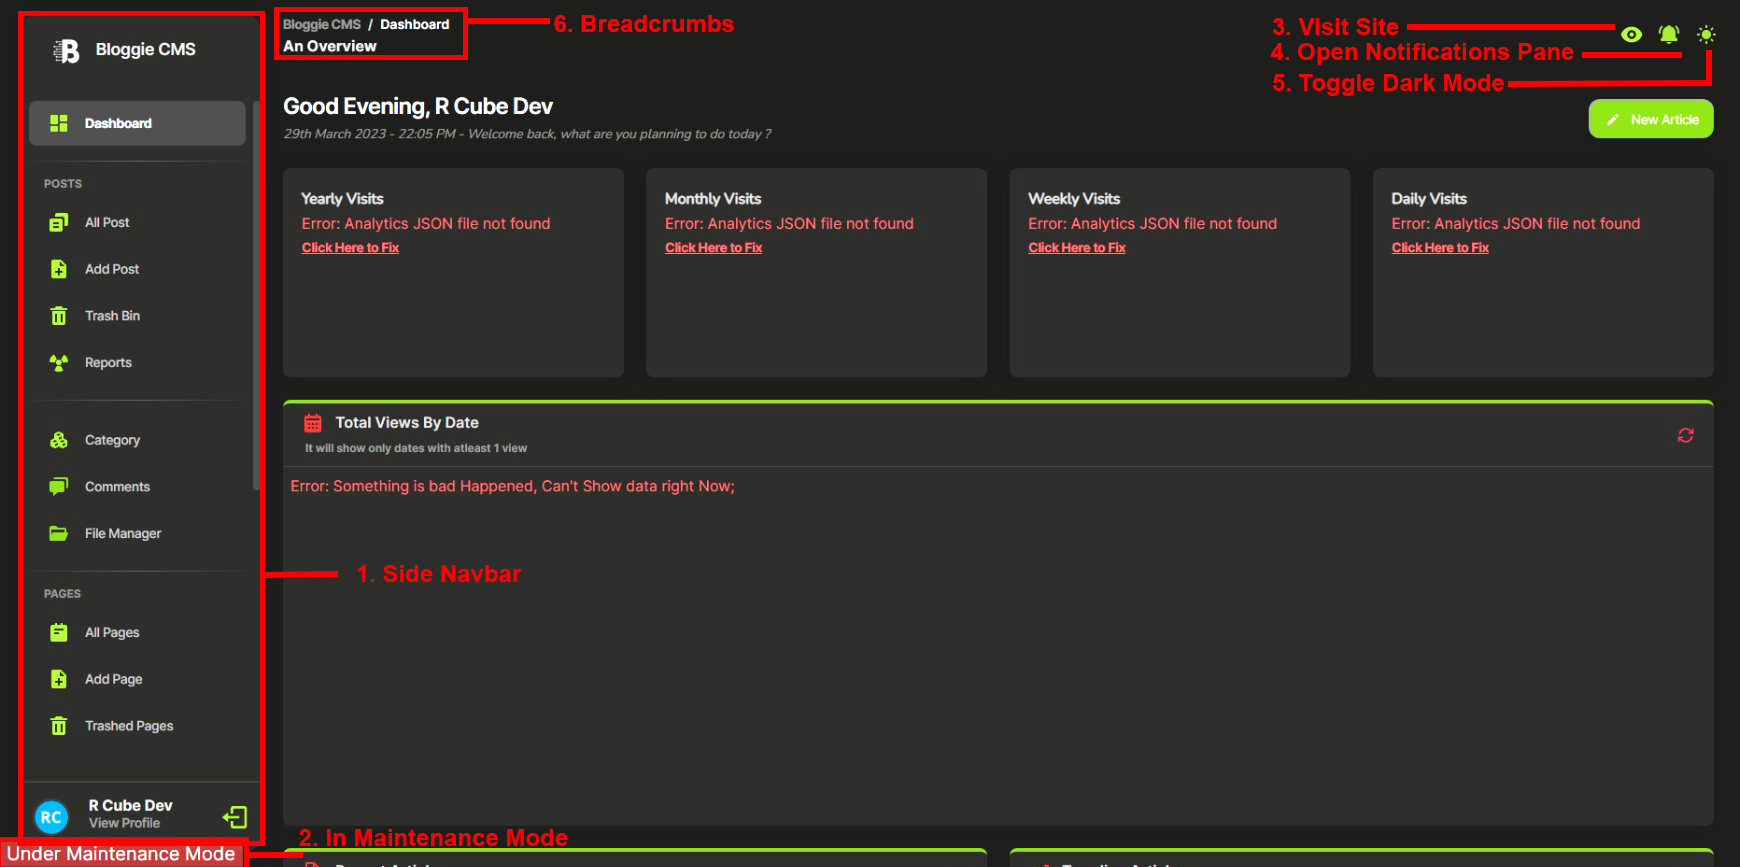 Bloggie CMS
Dashboard
POSTS
All Post
Add Post
Trash Bin
Reports
Category
Comments
File Manager
PAGES
All Pages
Add Page
Trashed Pages
RC
R Cube Dev
View Profile
Under Maintenance Mode
Bloggie CMS / Dashboard
An Overview
6. Breadcrumbs
3. Visit Site
4. Open Notifications Pane
5. Toggle Dark Mode
Good Evening, R Cube Dev
29th March 2023 - 22:05 PM - Welcome back, what are you planning to do today ?
New Article
Yearly Visits
Error: Analytics JSON file not found
Click Here to Fix
Monthly Visits
Error: Analytics JSON file not found
Click Here to Fix
Weekly Visits
Error: Analytics JSON file not found
Click Here to Fix
Daily Visits
Error: Analytics JSON file not found
Click Here to Fix
Total Views By Date
It will show only dates with atleast 1 view
Error: Something is bad Happened, Can't Show data right Now;
1. Side Navbar
2. In Maintenance Mode